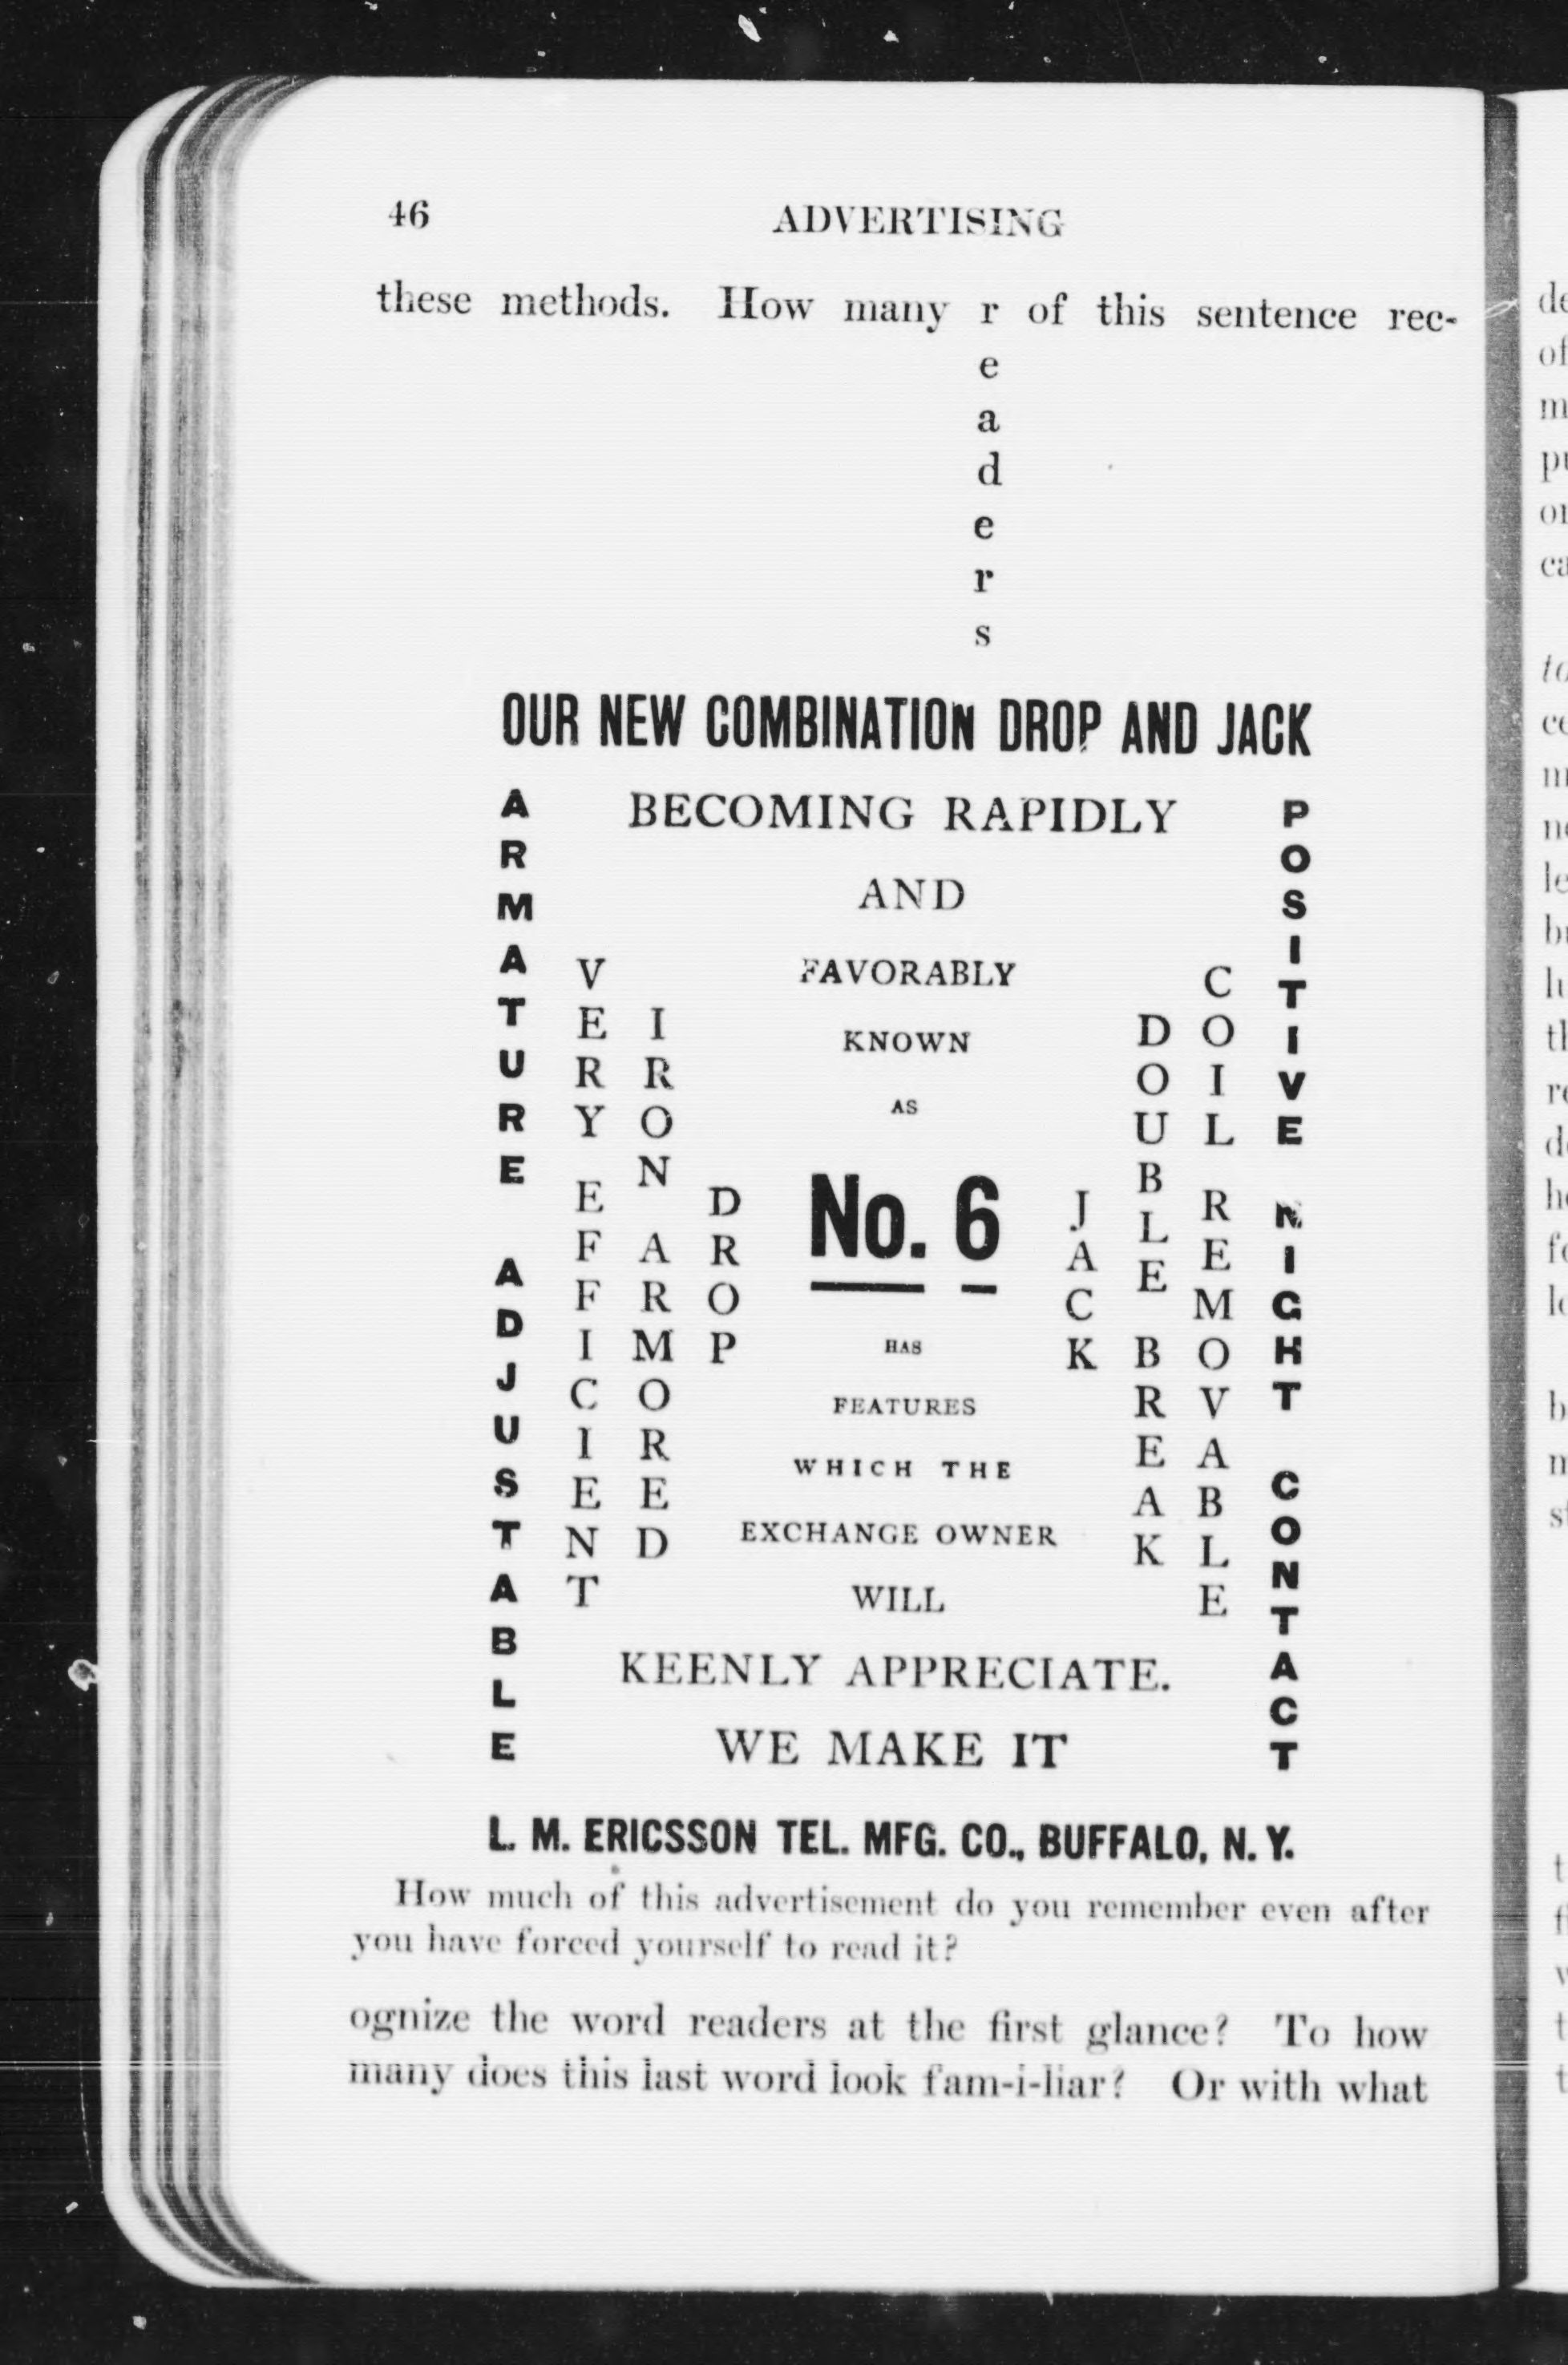 46 ADVERTISING
these methods. How many readers of this sentence rec-
OUR NEW COMBINATION DROP AND JACK
ARMATURE ADJUSTABLE
VERY EFFICIENT
IRON ARMORED
DROP
BECOMING RAPIDLY
AND
FAVORABLY
KNOWN
AS
No. 6
HAS
FEATURES
WHICH THE
EXCHANGE OWNER
WILL
KEENLY APPRECIATE.
WE MAKE IT
JACK
DOUBLE BREAK
COIL REMOVABLE
POSITIVE NIGHT CONTACT
L. M. ERICSSON TEL. MFG. CO., BUFFALO, N. Y.
How much of this advertisement do you remember even after
you have forced yourself to read it?
ognize the word readers at the first glance? To how
many does this last word look fam-i-liar? Or with what